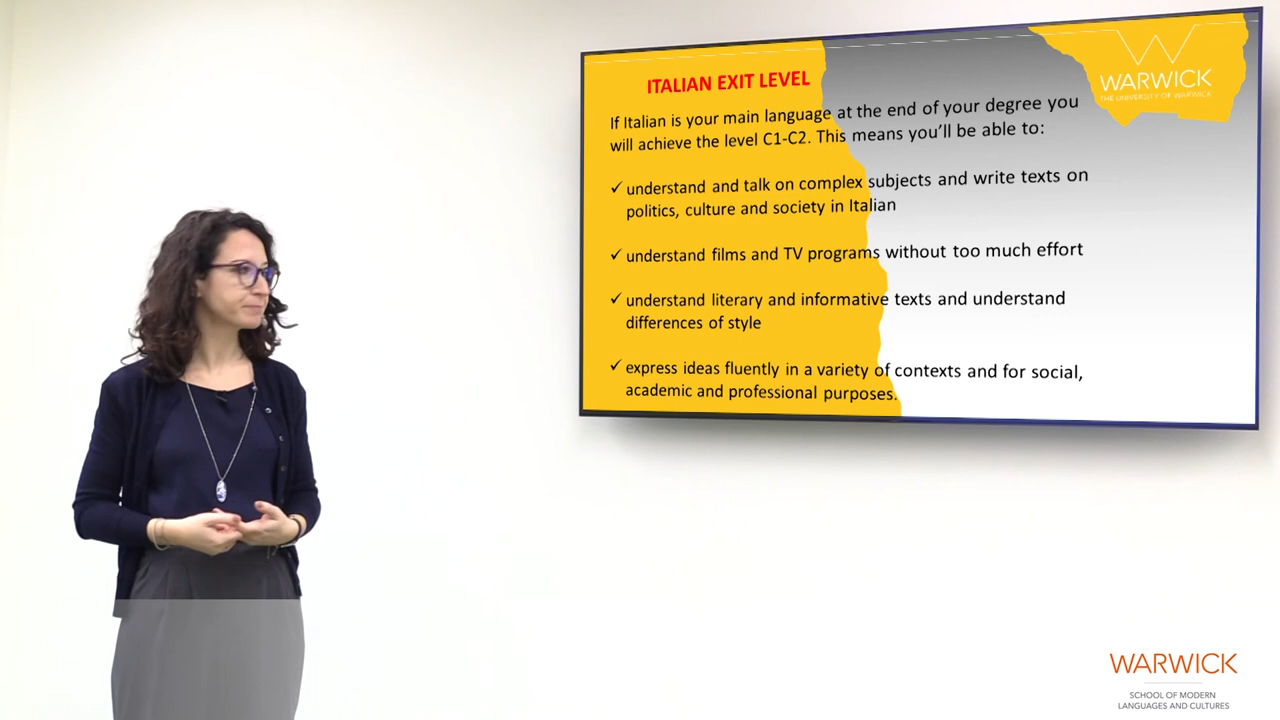 ITALIAN EXIT LEVEL
If Italian is your main language at the end of your degree you
will achieve the level C1-C2. This means you'll be able to:
✓ understand and talk on complex subjects and write texts on
politics, culture and society in Italian
✓ understand films and TV programs without too much effort
✓ understand literary and informative texts and understand
differences of style
✓ express ideas fluently in a variety of contexts and for social,
academic and professional purposes.
WARWICK
THE UNIVERSITY OF WARWICK
WARWICK
SCHOOL OF MODERN
LANGUAGES AND CULTURES